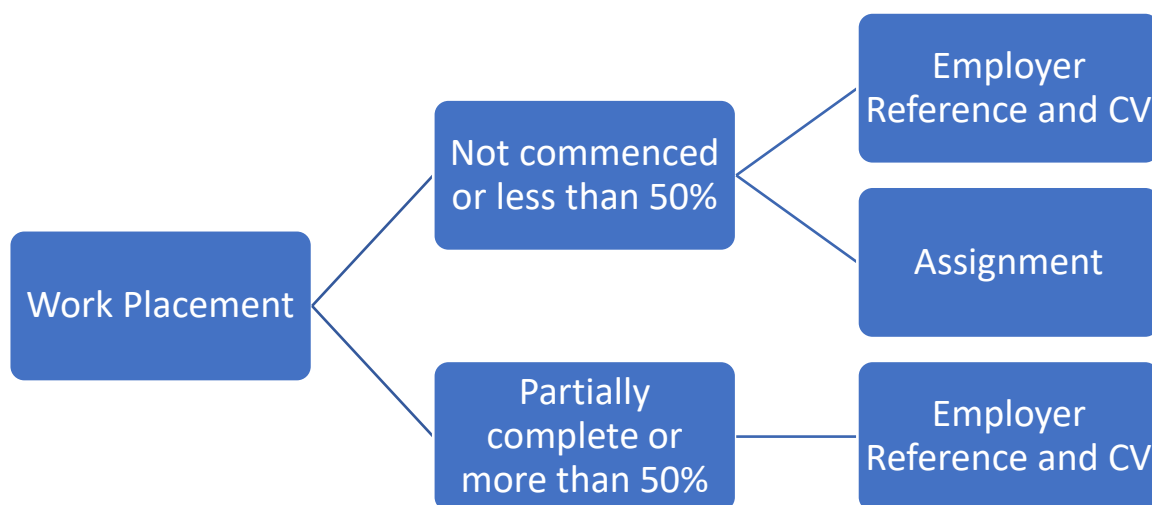 Work Placement
Not commenced
or less than 50%
Employer
Reference and CV
Assignment
Partially
complete or
more than 50%
Employer
Reference and CV